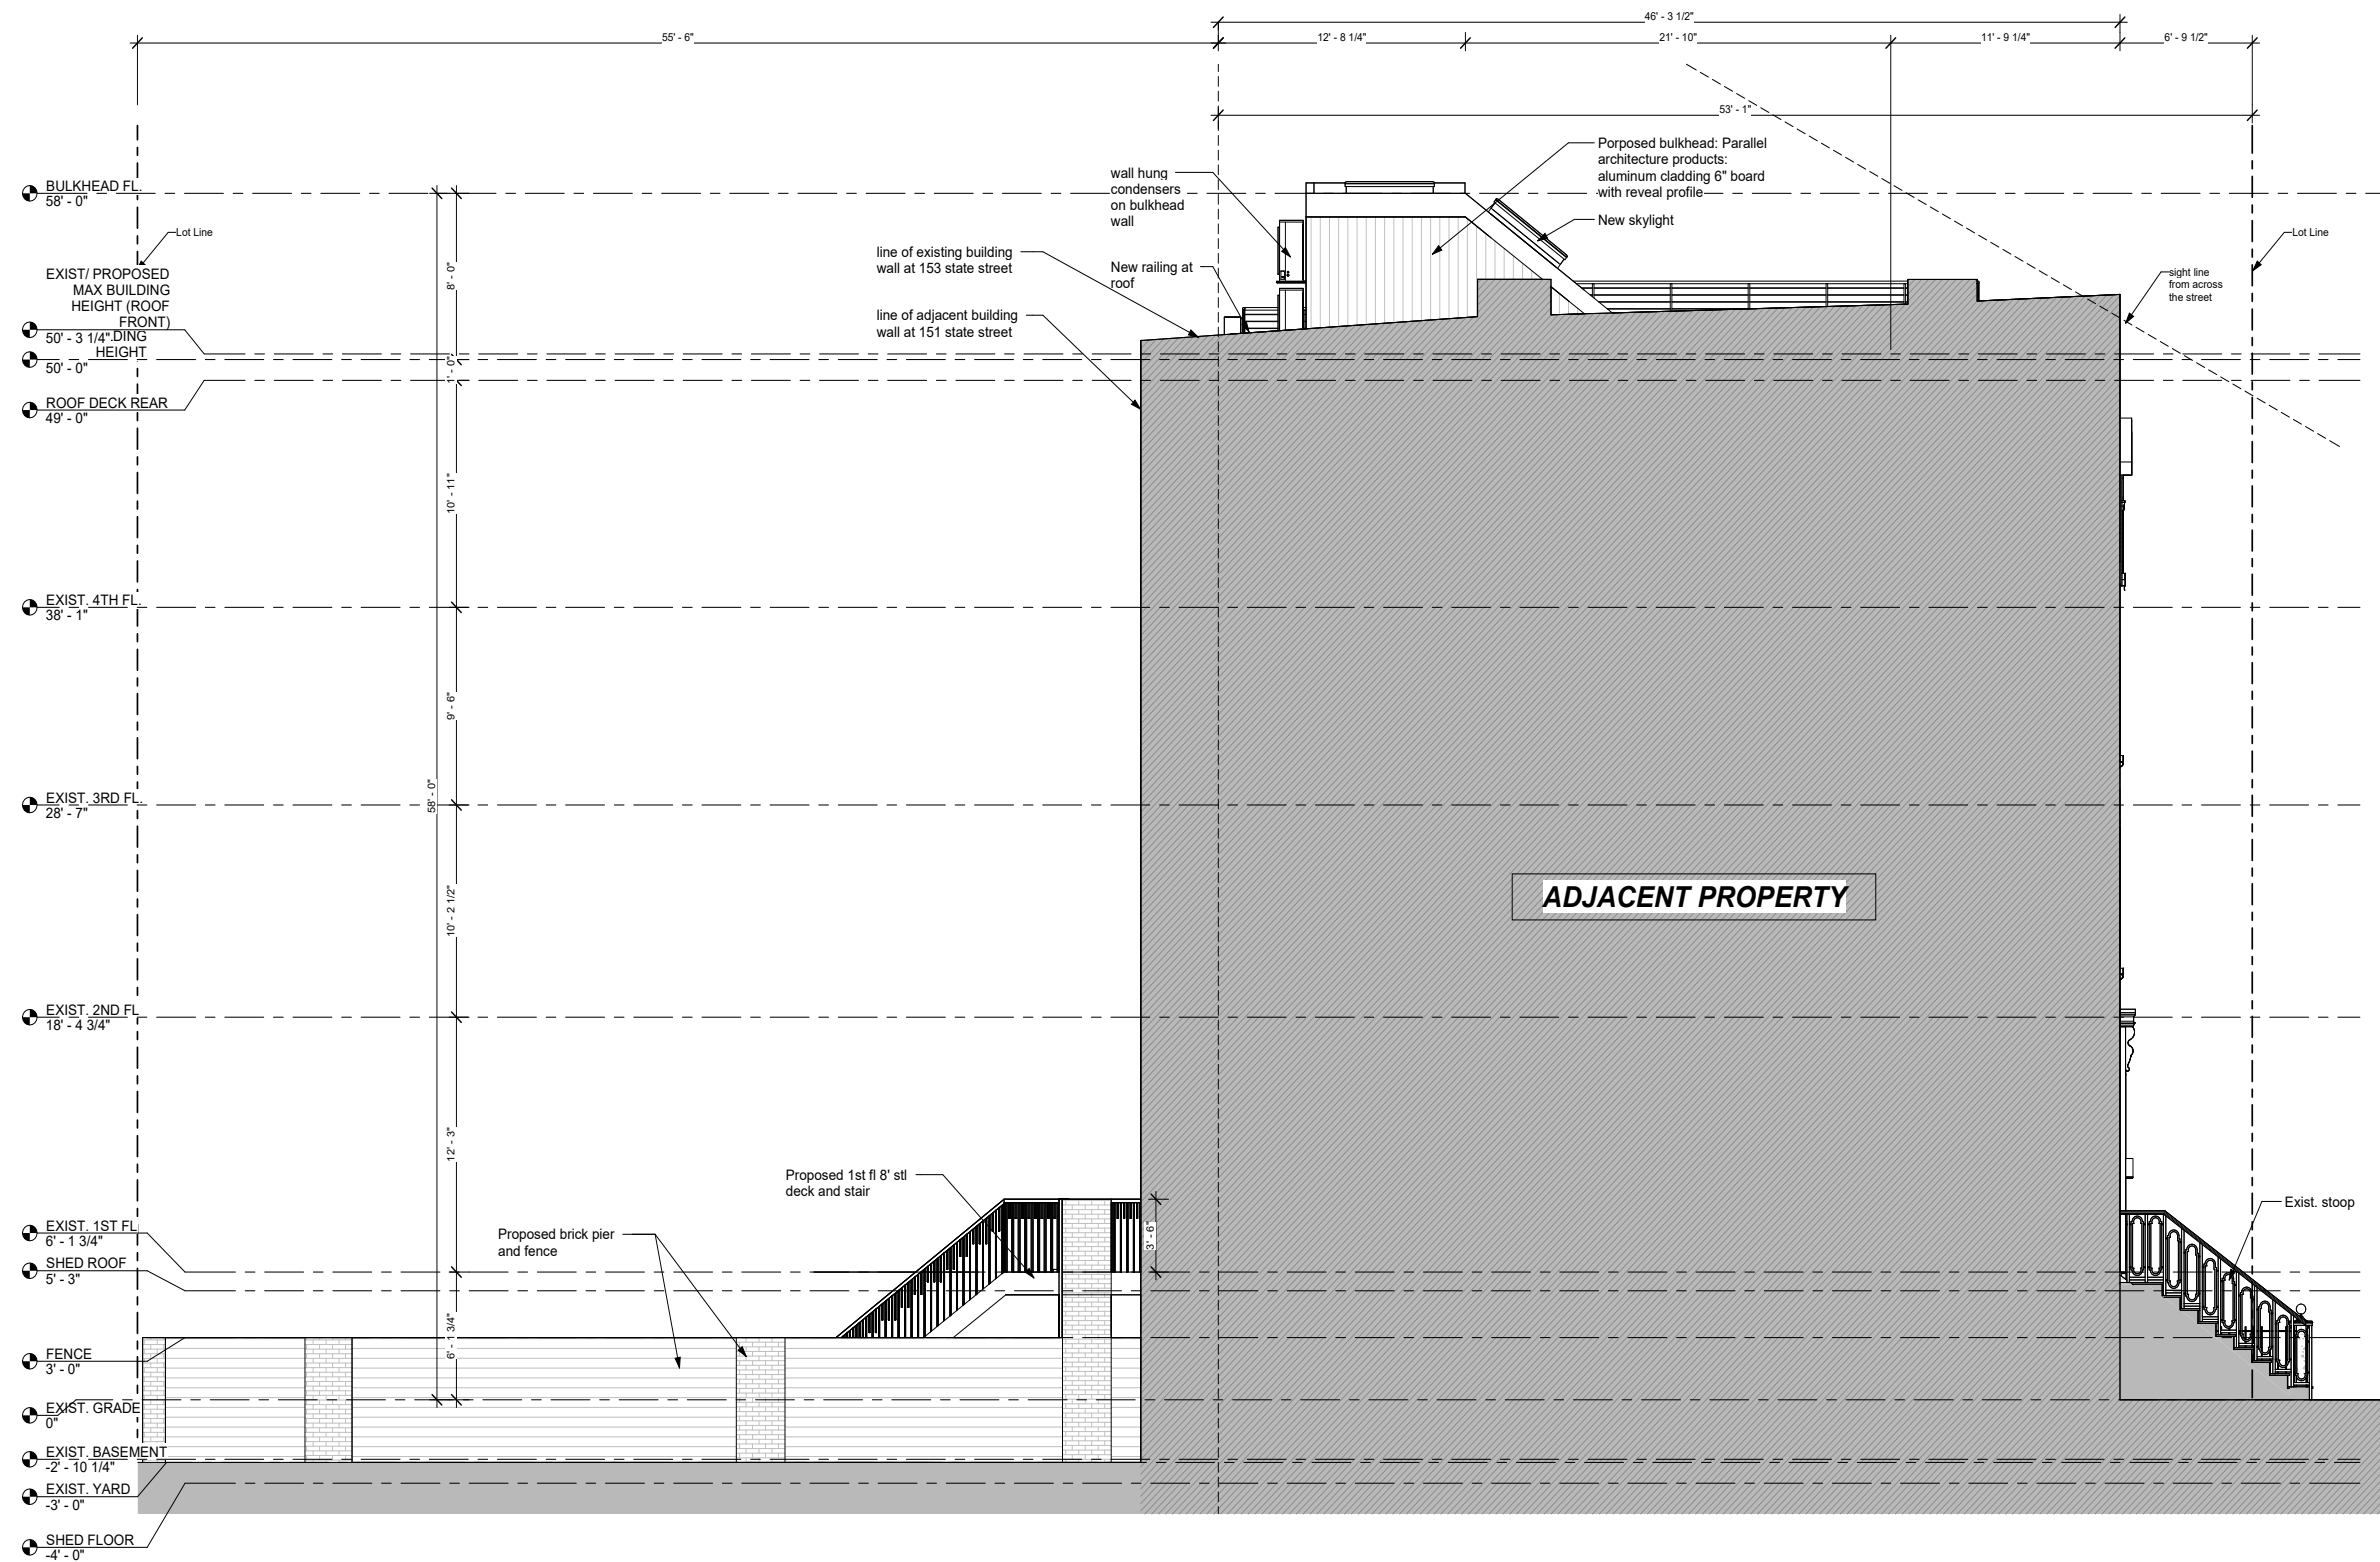 46' - 3 1/2"
55' - 6"
12' - 8 1/4"
21' - 10"
11' - 9 1/4"
6' - 9 1/2"
53' - 1"
Porposed bulkhead: Parallel
architecture products:
aluminum cladding 6" board
with reveal profile
New skylight
wall hung
condensers
on bulkhead
wall
New railing at
roof
line of existing building
wall at 153 state street
line of adjacent building
wall at 151 state street
Lot Line
Lot Line
sight line
from across
the street
BULKHEAD FL.
58' - 0"
EXIST/ PROPOSED
MAX BUILDING
HEIGHT (ROOF
FRONT)
50' - 3 1/4"
DING
HEIGHT
50' - 0"
ROOF DECK REAR
49' - 0"
EXIST. 4TH FL.
38' - 1"
EXIST. 3RD FL.
28' - 7"
EXIST. 2ND FL
18' - 4 3/4"
EXIST. 1ST FL
6' - 1 3/4"
SHED ROOF
5' - 3"
FENCE
3' - 0"
EXIST. GRADE
0"
EXIST. BASEMENT
-2' - 10 1/4"
EXIST. YARD
-3' - 0"
SHED FLOOR
-4' - 0"
8' - 0"
1' - 0"
10' - 11"
9' - 6"
58' - 0"
10' - 2 1/2"
12' - 3"
6' - 1 3/4"
ADJACENT PROPERTY
Proposed 1st fl 8' stl
deck and stair
Proposed brick pier
and fence
3' - 6"
Exist. stoop